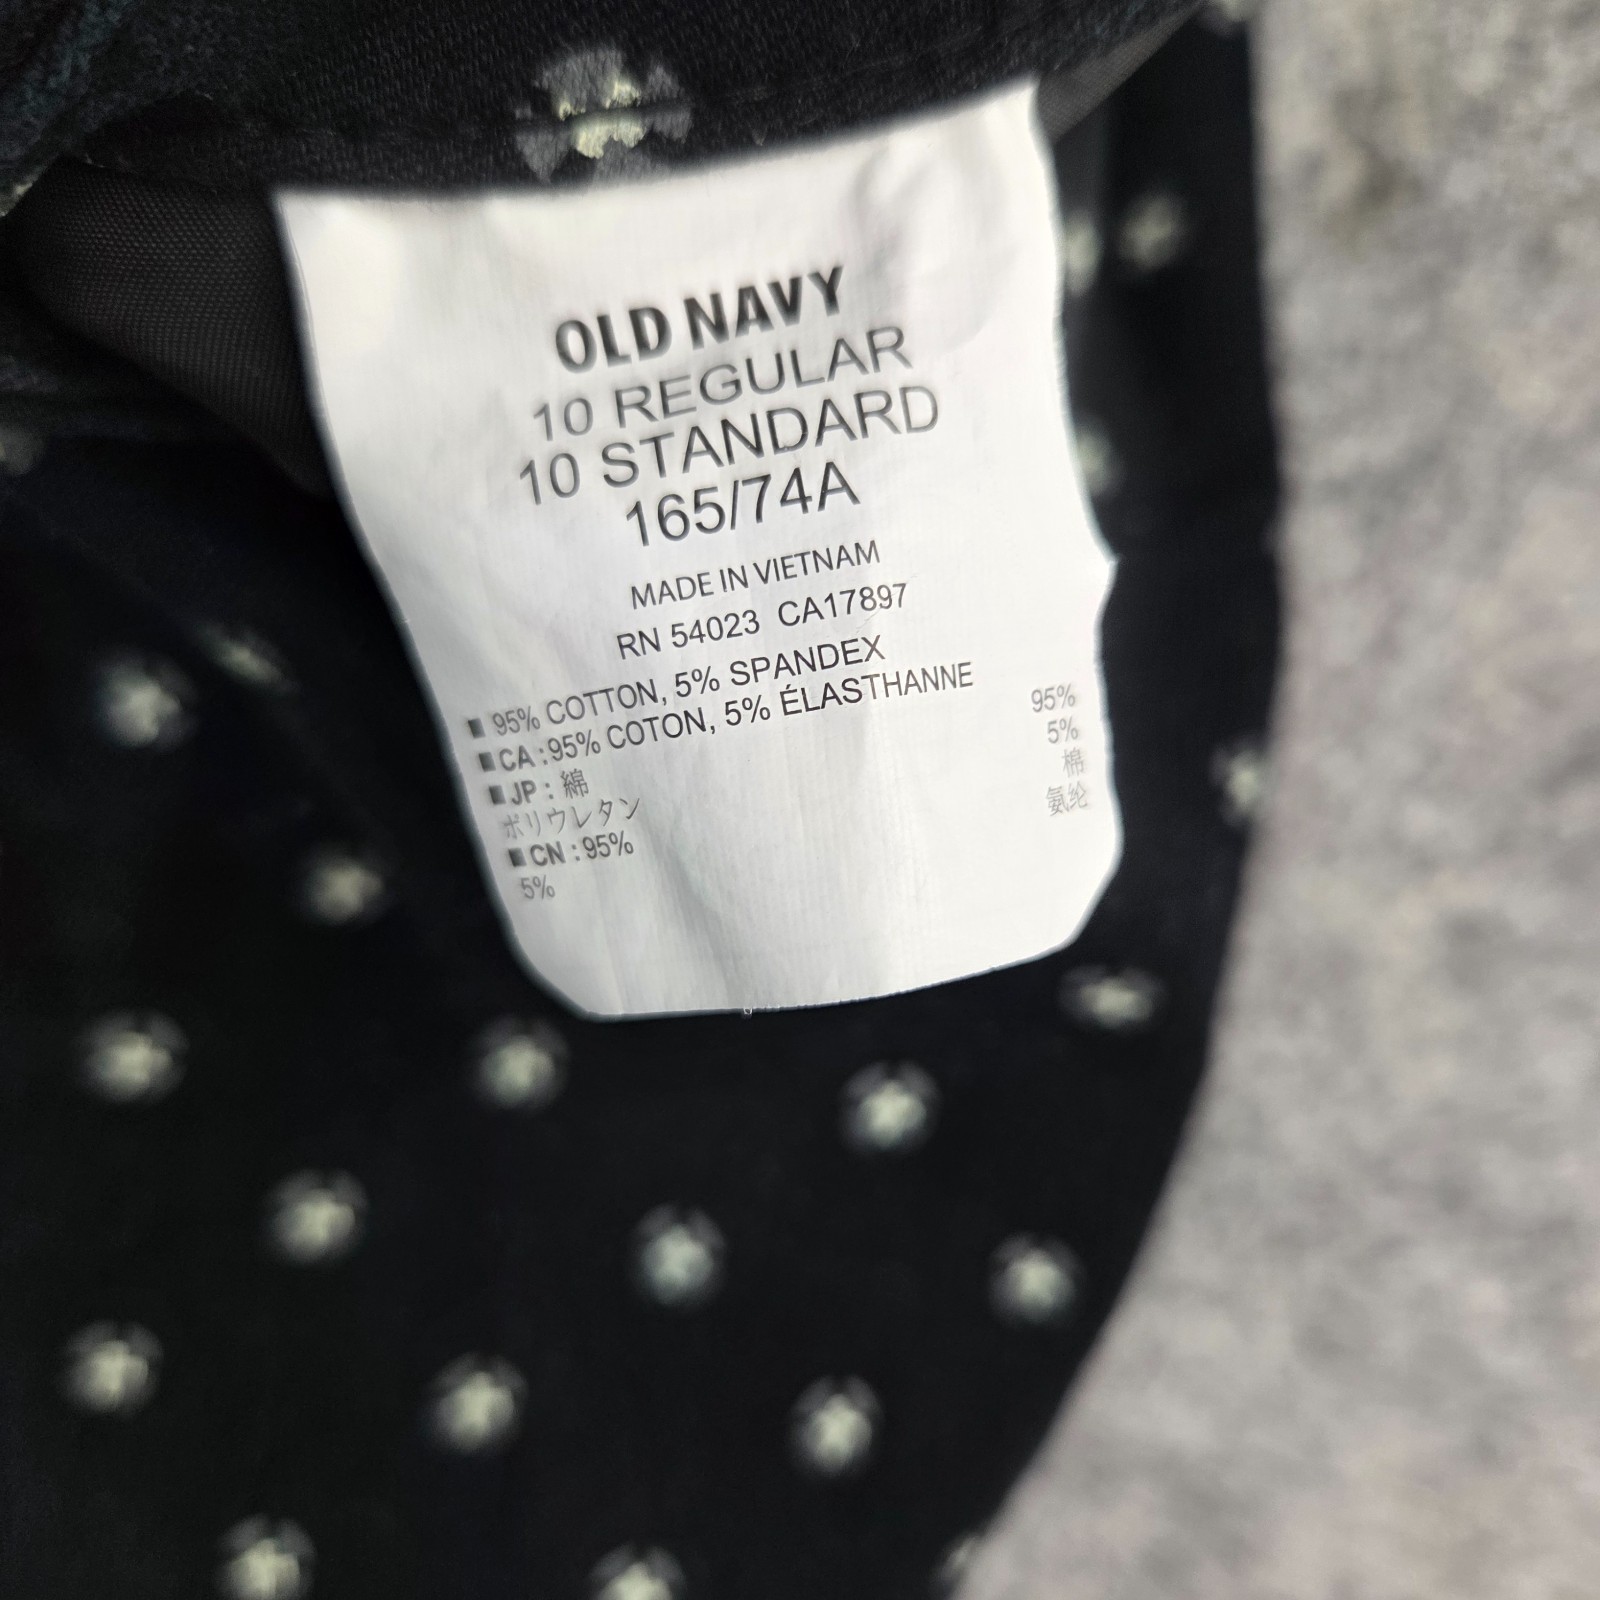 OLD NAVY
10 REGULAR
10 STANDARD
165/74A
MADE IN VIETNAM
RN 54023 CA17897
■ 95% COTTON, 5% SPANDEX
■ CA : 95% COTON, 5% ÉLASTHANNE
■ JP : 綿 95%
ポリウレタン 5%
■ CN : 95% 棉
5% 氨纶